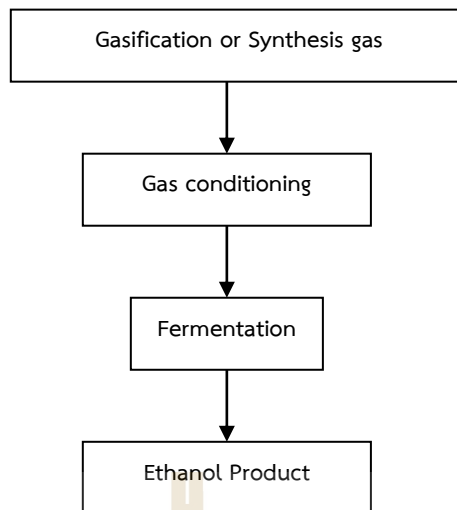 Gasification or Synthesis gas
Gas conditioning
Fermentation
Ethanol Product